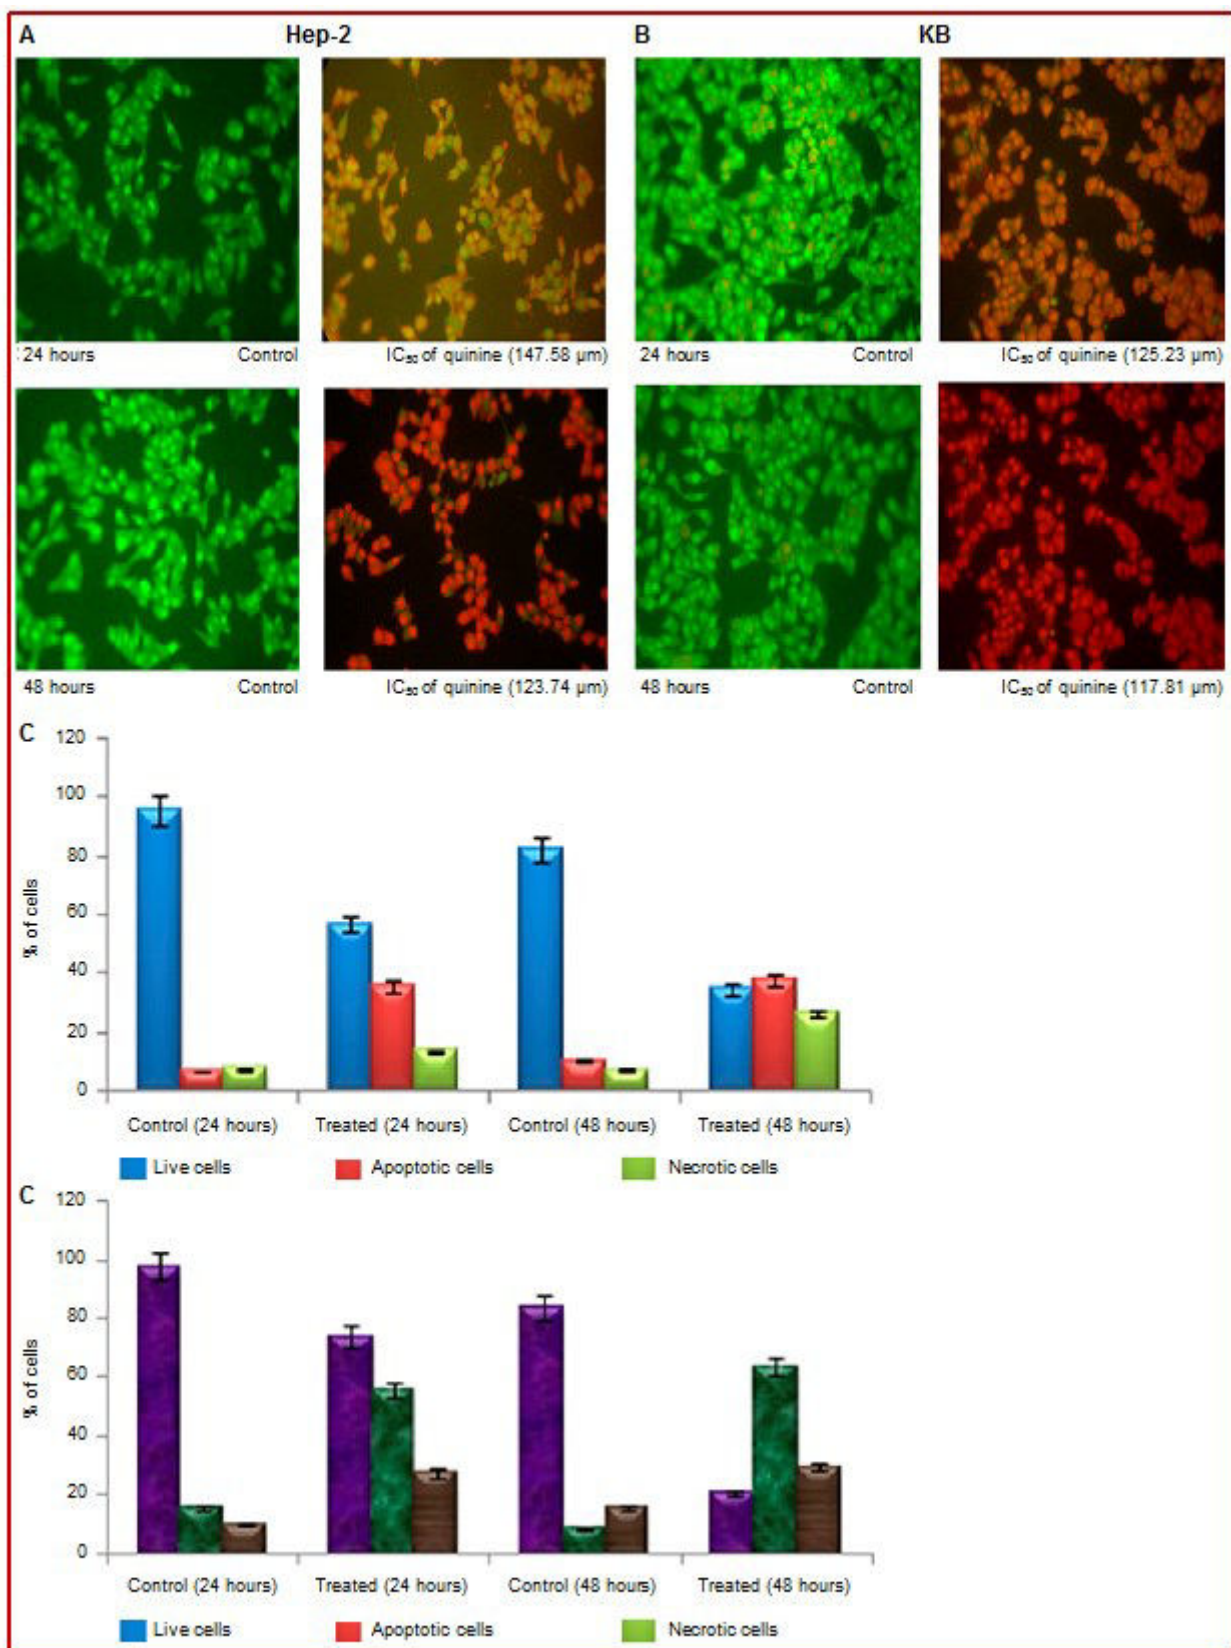 A Hep-2 B KB
24 hours Control IC₅₀ of quinine (147.58 µm) 24 hours Control IC₅₀ of quinine (125.23 µm)
48 hours Control IC₅₀ of quinine (123.74 µm) 48 hours Control IC₅₀ of quinine (117.81 µm)
C
120
100
80
60
40
20
0
% of cells
Control (24 hours) Treated (24 hours) Control (48 hours) Treated (48 hours)
Live cells Apoptotic cells Necrotic cells
C
120
100
80
60
40
20
0
% of cells
Control (24 hours) Treated (24 hours) Control (48 hours) Treated (48 hours)
Live cells Apoptotic cells Necrotic cells